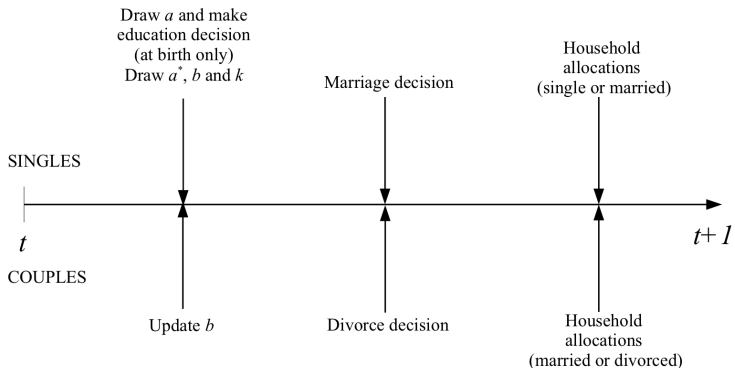 Draw a and make
education decision
(at birth only)
Draw a*, b and k
Marriage decision
Household
allocations
(single or married)
SINGLES
t
t+1
COUPLES
Update b
Divorce decision
Household
allocations
(married or divorced)